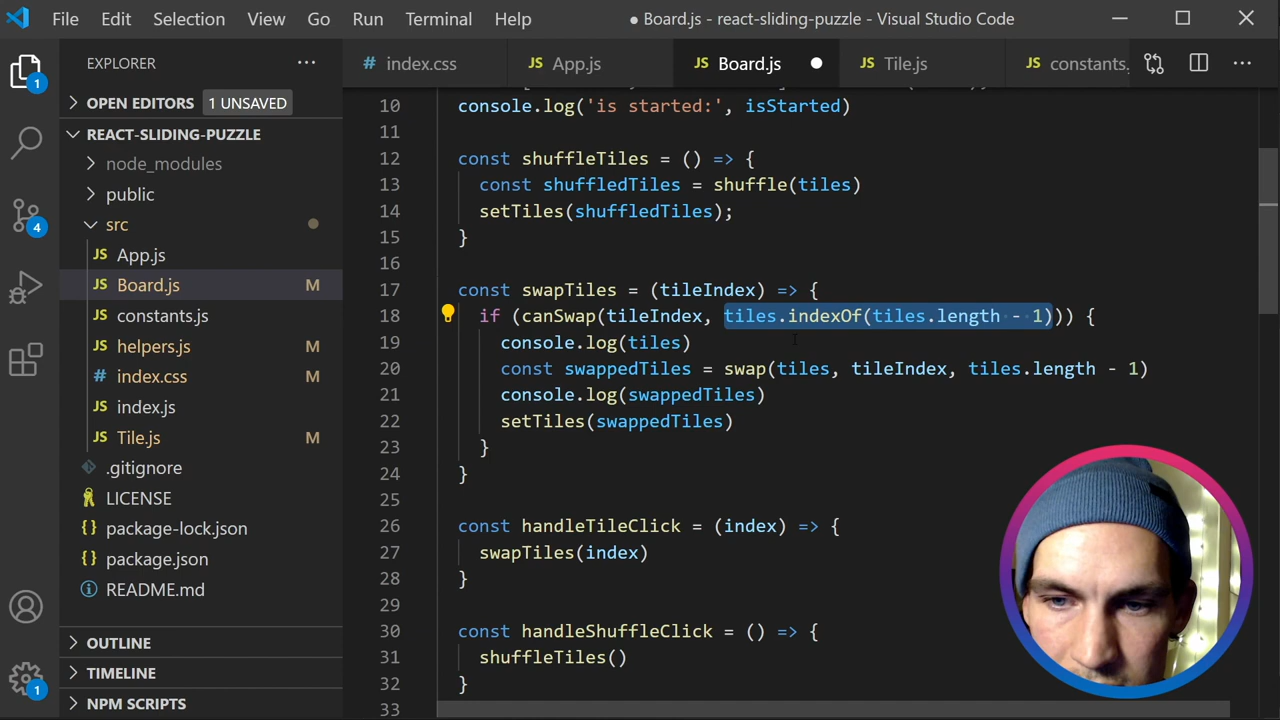 File Edit Selection View Go Run Terminal Help
● Board.js - react-sliding-puzzle - Visual Studio Code
EXPLORER
# index.css
JS App.js
JS Board.js
JS Tile.js
JS constants.
OPEN EDITORS 1 UNSAVED
REACT-SLIDING-PUZZLE
node_modules
public
src
JS App.js
JS Board.js M
JS constants.js
JS helpers.js M
# index.css M
JS index.js
JS Tile.js M
.gitignore
LICENSE
{} package-lock.json
{} package.json
README.md
OUTLINE
TIMELINE
NPM SCRIPTS
1
4
1
10 console.log('is started:', isStarted)
11
12 const shuffleTiles = () => {
13 const shuffledTiles = shuffle(tiles)
14 setTiles(shuffledTiles);
15 }
16
17 const swapTiles = (tileIndex) => {
18 if (canSwap(tileIndex, tiles.indexOf(tiles.length - 1))) {
19 console.log(tiles)
20 const swappedTiles = swap(tiles, tileIndex, tiles.length - 1)
21 console.log(swappedTiles)
22 setTiles(swappedTiles)
23 }
24 }
25
26 const handleTileClick = (index) => {
27 swapTiles(index)
28 }
29
30 const handleShuffleClick = () => {
31 shuffleTiles()
32 }
33